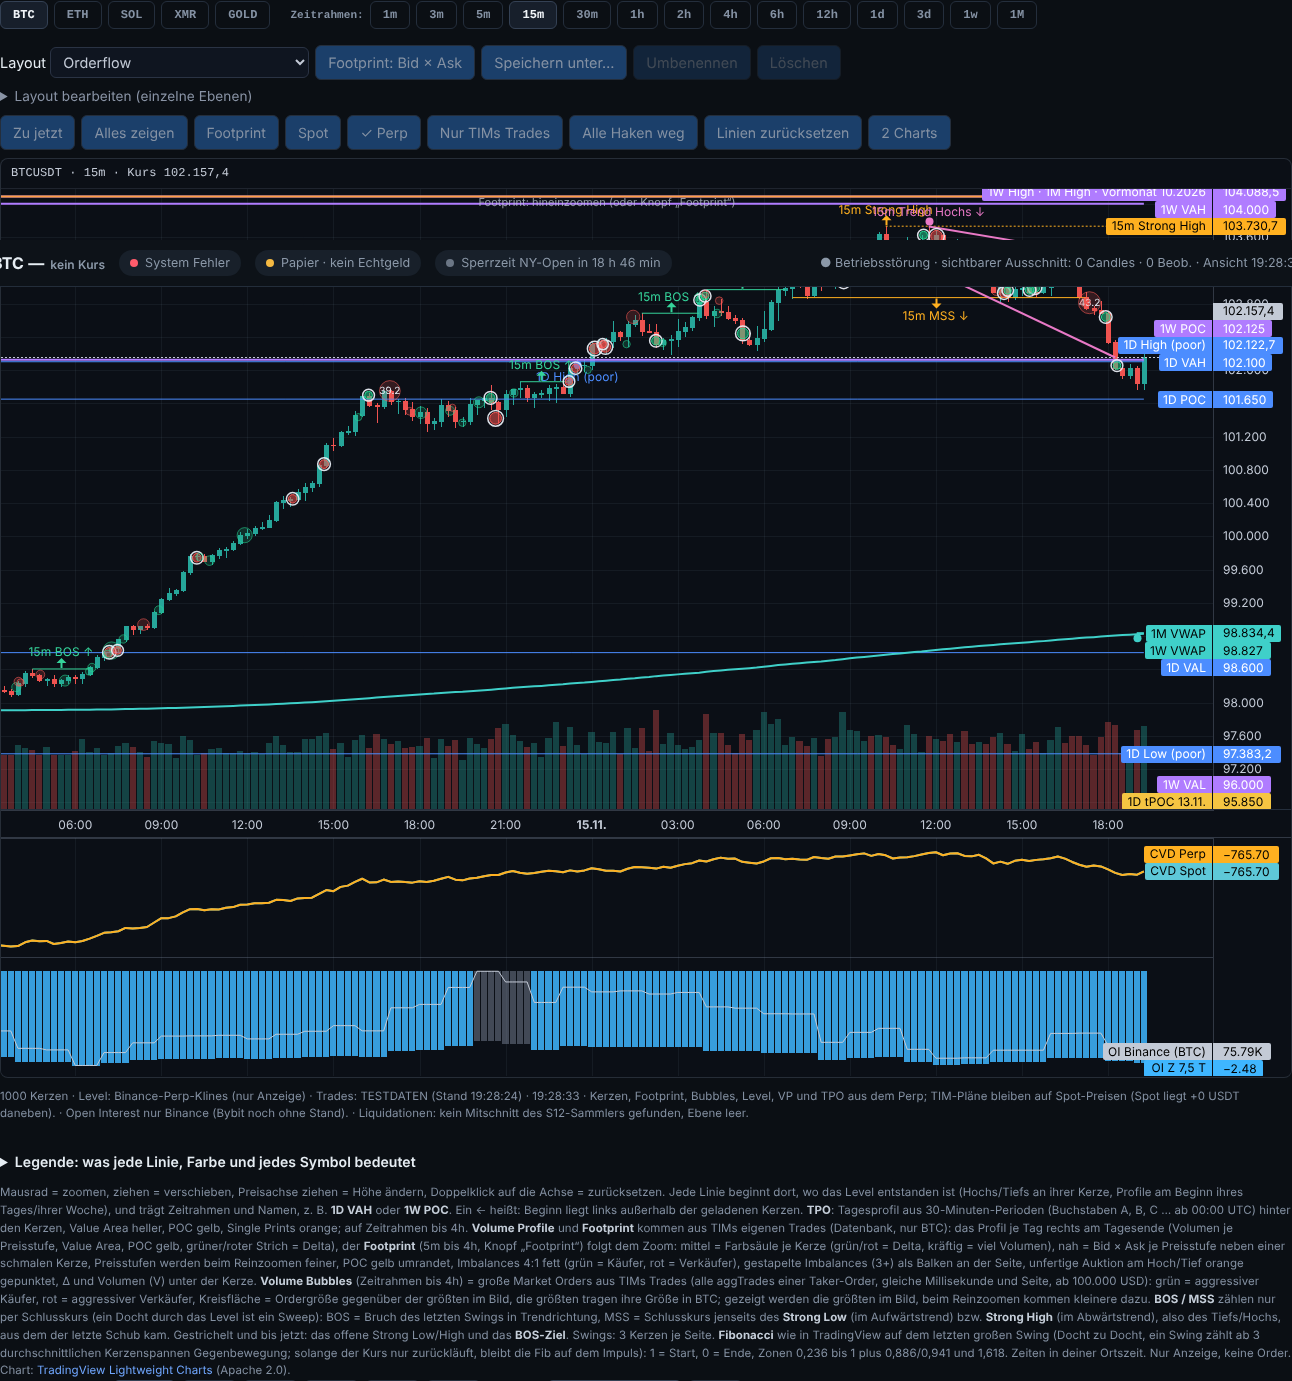 BTC ETH SOL XMR GOLD Zeitrahmen: 1m 3m 5m 15m 30m 1h 2h 4h 6h 12h 1d 3d 1w 1M
Layout Orderflow Footprint: Bid × Ask Speichern unter... Umbenennen Löschen
▶ Layout bearbeiten (einzelne Ebenen)
Zu jetzt Alles zeigen Footprint Spot ✓ Perp Nur TIMs Trades Alle Haken weg Linien zurücksetzen 2 Charts
BTCUSDT · 15m · Kurs 102.157,4
1W High · 1M High · Vormonat 10.2026 104.088,5
Footprint: hineinzoomen (oder Knopf „Footprint“)
1W VAH 104.000
15m Strong High
15m Trend Hochs ↓
15m Strong High 103.730,7
103.600
BTC — kein Kurs System Fehler Papier · kein Echtgeld Sperrzeit NY-Open in 18 h 46 min Betriebsstörung · sichtbarer Ausschnitt: 0 Candles · 0 Beob. · Ansicht 19:28:3
15m BOS
43.2
102.800
102.157,4
15m MSS ↓
1W POC 102.125
1D High (poor) 102.122,7
15m BOS ↑
1D VAH 102.100
1D High (poor)
102.000
39.2
1D POC 101.650
101.200
100.800
100.400
100.000
99.600
99.200
1M VWAP 98.834,4
15m BOS ↑
1W VWAP 98.827
1D VAL 98.600
98.000
97.600
1D Low (poor) 97.383,2
97.200
1W VAL 96.000
1D tPOC 13.11. 95.850
06:00 09:00 12:00 15:00 18:00 21:00 15.11. 03:00 06:00 09:00 12:00 15:00 18:00
CVD Perp −765.70
CVD Spot −765.70
OI Binance (BTC) 75.79K
OI Z 7,5 T −2.48
1000 Kerzen · Level: Binance-Perp-Klines (nur Anzeige) · Trades: TESTDATEN (Stand 19:28:24) · 19:28:33 · Kerzen, Footprint, Bubbles, Level, VP und TPO aus dem Perp; TIM-Pläne bleiben auf Spot-Preisen (Spot liegt +0 USDT
daneben). · Open Interest nur Binance (Bybit noch ohne Stand). · Liquidationen: kein Mitschnitt des S12-Sammlers gefunden, Ebene leer.
▶ Legende: was jede Linie, Farbe und jedes Symbol bedeutet
Mausrad = zoomen, ziehen = verschieben, Preisachse ziehen = Höhe ändern, Doppelklick auf die Achse = zurücksetzen. Jede Linie beginnt dort, wo das Level entstanden ist (Hochs/Tiefs an ihrer Kerze, Profile am Beginn ihres
Tages/ihrer Woche), und trägt Zeitrahmen und Namen, z. B. 1D VAH oder 1W POC. Ein ← heißt: Beginn liegt links außerhalb der geladenen Kerzen. TPO: Tagesprofil aus 30-Minuten-Perioden (Buchstaben A, B, C ... ab 00:00 UTC) hinter
den Kerzen, Value Area heller, POC gelb, Single Prints orange; auf Zeitrahmen bis 4h. Volume Profile und Footprint kommen aus TIMs eigenen Trades (Datenbank, nur BTC): das Profil je Tag rechts am Tagesende (Volumen je
Preisstufe, Value Area, POC gelb, grüner/roter Strich = Delta), der Footprint (5m bis 4h, Knopf „Footprint“) folgt dem Zoom: mittel = Farbsäule je Kerze (grün/rot = Delta, kräftig = viel Volumen), nah = Bid × Ask je Preisstufe neben einer
schmalen Kerze, Preisstufen werden beim Reinzoomen feiner, POC gelb umrandet, Imbalances 4:1 fett (grün = Käufer, rot = Verkäufer), gestapelte Imbalances (3+) als Balken an der Seite, unfertige Auktion am Hoch/Tief orange
gepunktet, Δ und Volumen (V) unter der Kerze. Volume Bubbles (Zeitrahmen bis 4h) = große Market Orders aus TIMs Trades (alle aggTrades einer Taker-Order, gleiche Millisekunde und Seite, ab 100.000 USD): grün = aggressiver
Käufer, rot = aggressiver Verkäufer, Kreisfläche = Ordergröße gegenüber der größten im Bild, die größten tragen ihre Größe in BTC; gezeigt werden die größten im Bild, beim Reinzoomen kommen kleinere dazu. BOS / MSS zählen nur
per Schlusskurs (ein Docht durch das Level ist ein Sweep): BOS = Bruch des letzten Swings in Trendrichtung, MSS = Schlusskurs jenseits des Strong Low (im Aufwärtstrend) bzw. Strong High (im Abwärtstrend), also des Tiefs/Hochs,
aus dem der letzte Schub kam. Gestrichelt und bis jetzt: das offene Strong Low/High und das BOS-Ziel. Swings: 3 Kerzen je Seite. Fibonacci wie in TradingView auf dem letzten großen Swing (Docht zu Docht, ein Swing zählt ab 3
durchschnittlichen Kerzenspannen Gegenbewegung; solange der Kurs nur zurückläuft, bleibt die Fib auf dem Impuls): 1 = Start, 0 = Ende, Zonen 0,236 bis 1 plus 0,886/0,941 und 1,618. Zeiten in deiner Ortszeit. Nur Anzeige, keine Order.
Chart: TradingView Lightweight Charts (Apache 2.0).